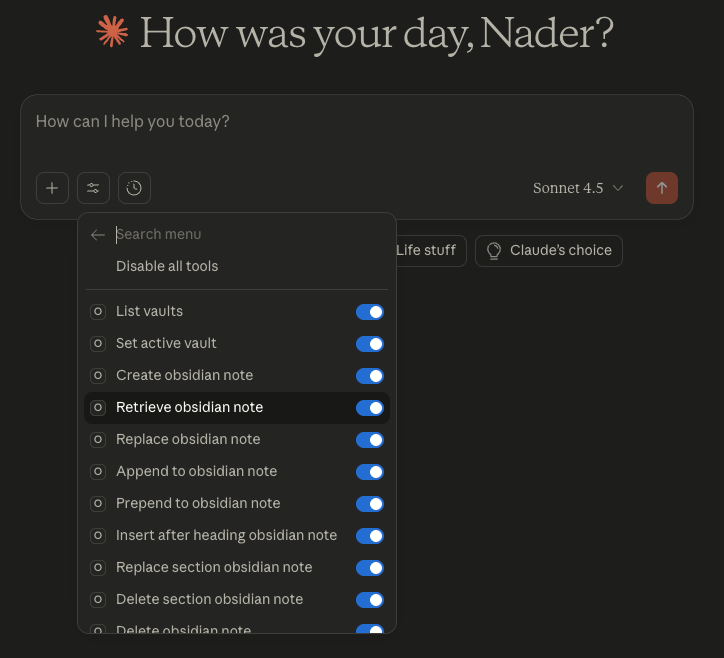 How was your day, Nader?
How can I help you today?
Sonnet 4.5
Search menu
Life stuff
Claude's choice
Disable all tools
O List vaults
O Set active vault
O Create obsidian note
O Retrieve obsidian note
O Replace obsidian note
O Append to obsidian note
O Prepend to obsidian note
O Insert after heading obsidian note
O Replace section obsidian note
O Delete section obsidian note
O Delete obsidian note